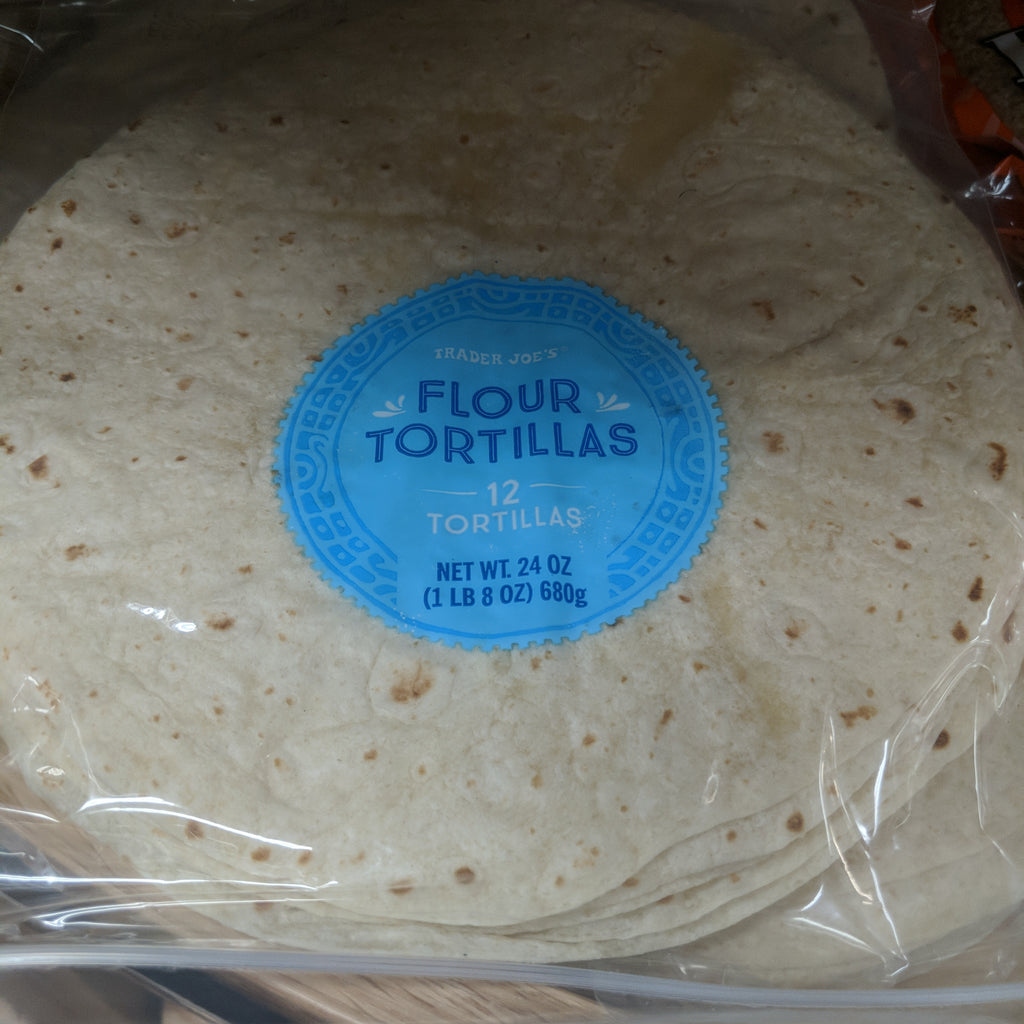 TRADER JOE'S®
FLOUR
TORTILLAS
12
TORTILLAS
NET WT. 24 OZ
(1 LB 8 OZ) 680g